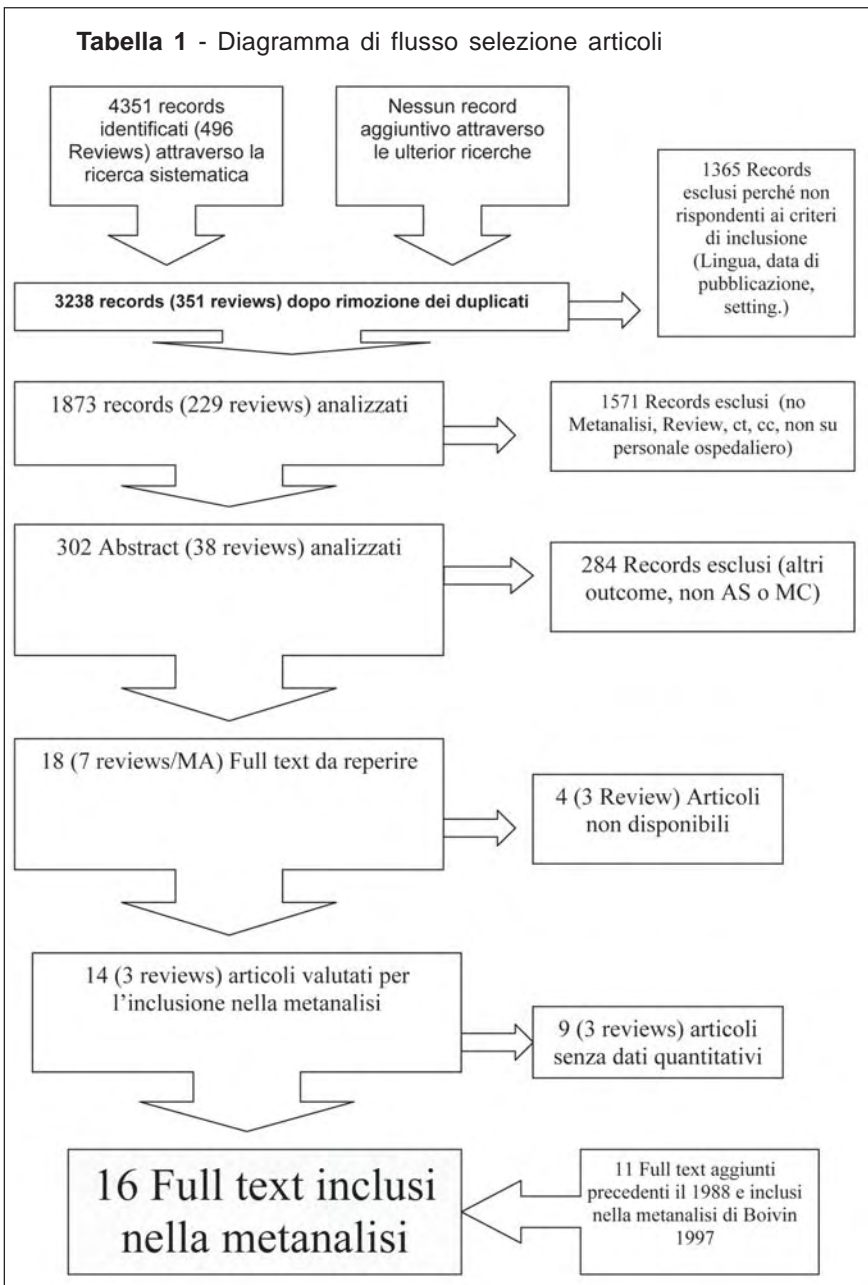 Tabella 1 - Diagramma di flusso selezione articoli
4351 records
identificati (496
Reviews) attraverso la
ricerca sistematica
Nessun record
aggiuntivo attraverso
le ulterior ricerche
1365 Records
esclusi perché non
rispondenti ai criteri
di inclusione
(Lingua, data di
pubblicazione,
setting.)
3238 records (351 reviews) dopo rimozione dei duplicati
1873 records (229 reviews) analizzati
1571 Records esclusi (no
Metanalisi, Review, ct, cc, non su
personale ospedaliero)
302 Abstract (38 reviews) analizzati
284 Records esclusi (altri
outcome, non AS o MC)
18 (7 reviews/MA) Full text da reperire
4 (3 Review) Articoli
non disponibili
14 (3 reviews) articoli valutati per
l'inclusione nella metanalisi
9 (3 reviews) articoli
senza dati quantitativi
16 Full text inclusi
nella metanalisi
11 Full text aggiunti
precedenti il 1988 e inclusi
nella metanalisi di Boivin
1997